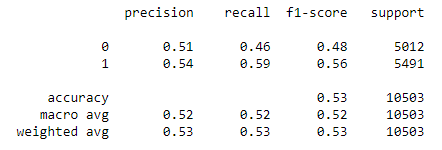 precision recall f1-score support
0 0.51 0.46 0.48 5012
1 0.54 0.59 0.56 5491
accuracy 0.53 10503
macro avg 0.52 0.52 0.52 10503
weighted avg 0.53 0.53 0.53 10503